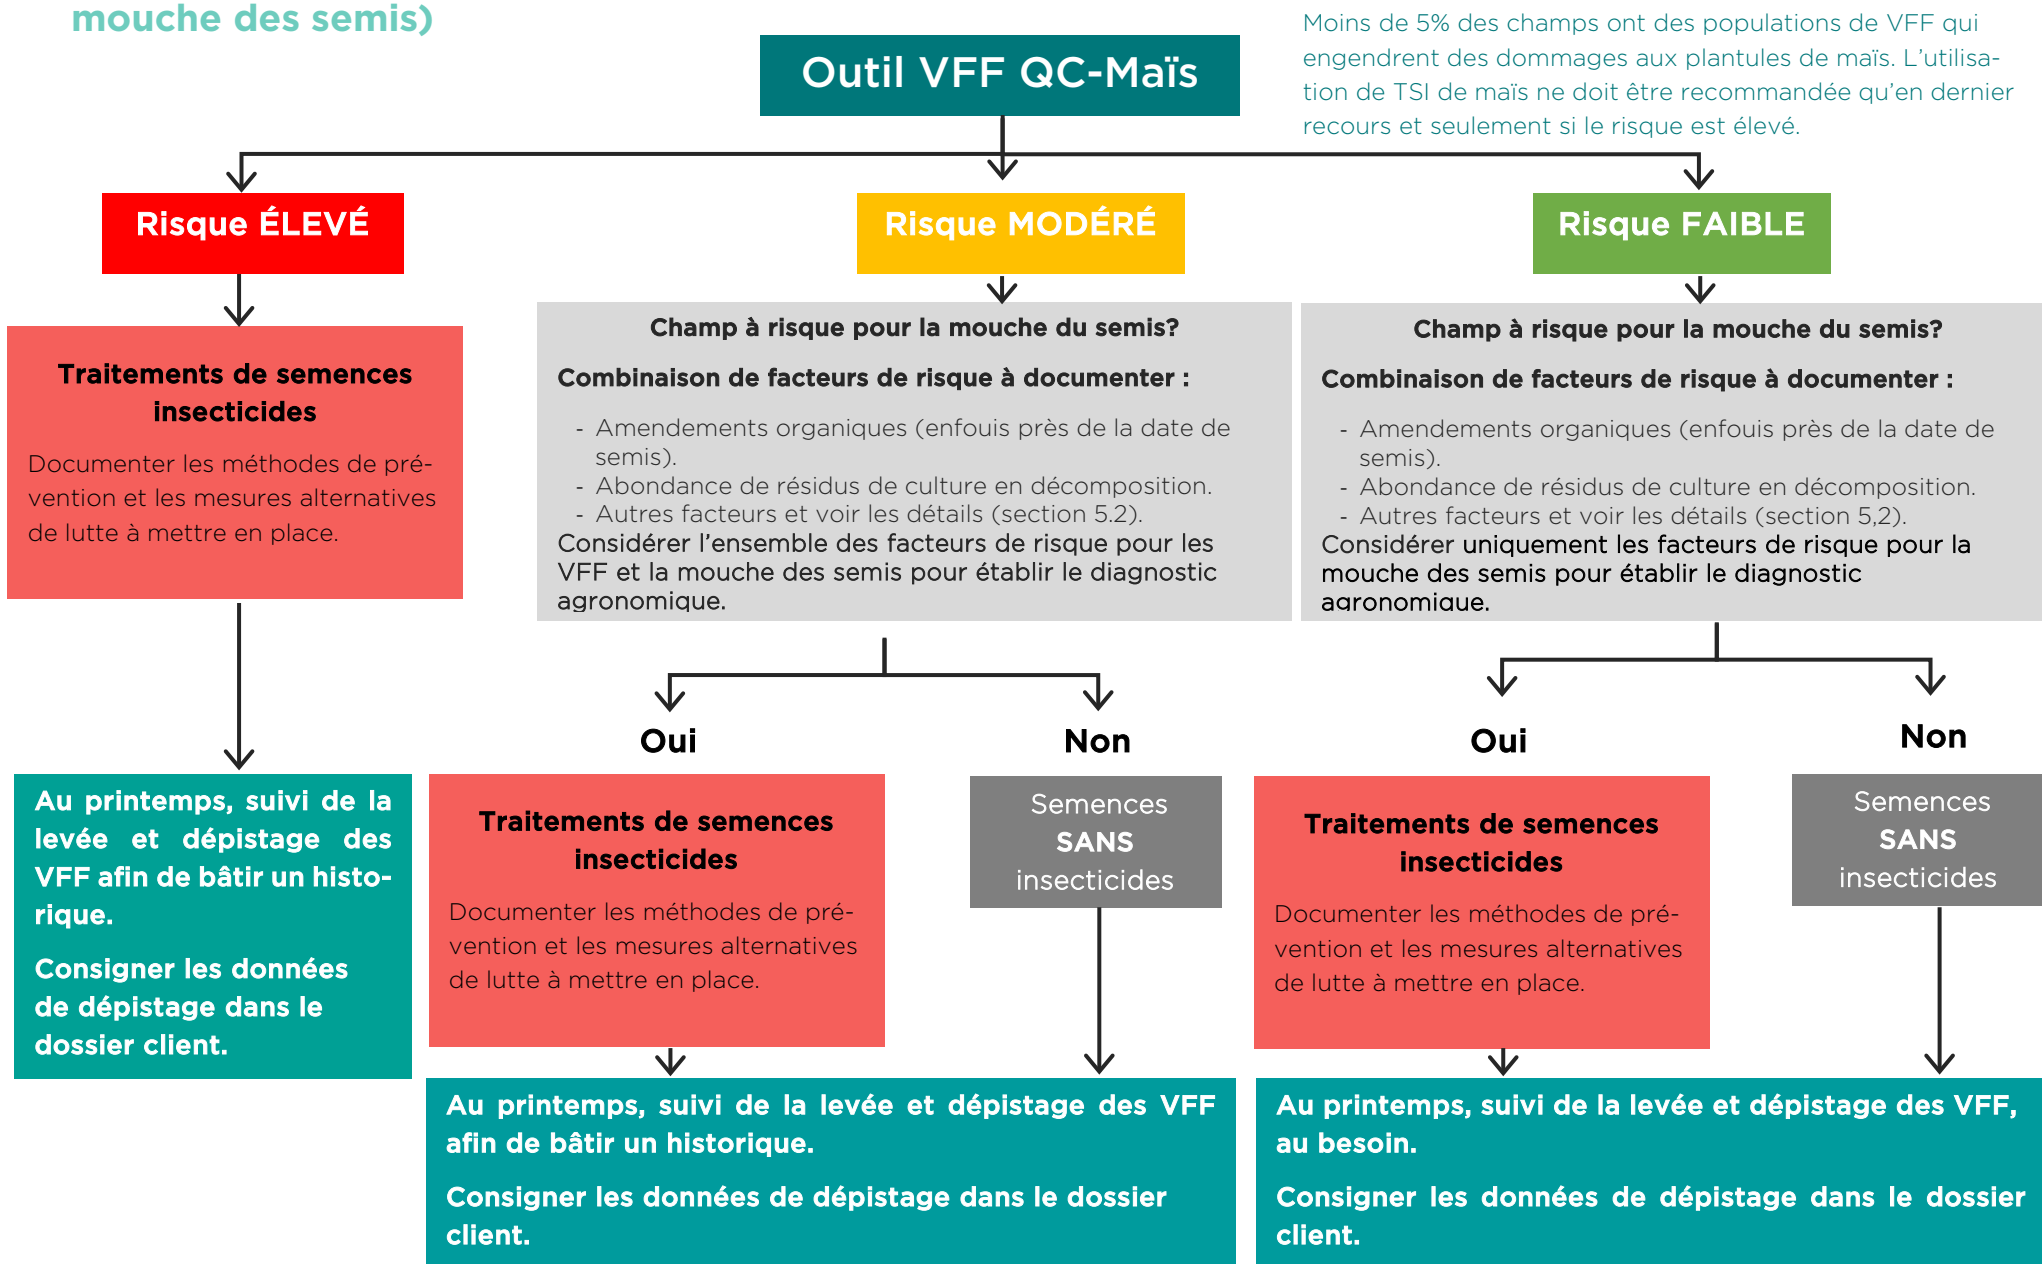 mouche des semis)
Moins de 5% des champs ont des populations de VFF qui
engendrent des dommages aux plantules de maïs. L’utilisa-
tion de TSI de maïs ne doit être recommandée qu’en dernier
recours et seulement si le risque est élevé.
Outil VFF QC-Maïs
Risque ÉLEVÉ
Risque MODÉRÉ
Risque FAIBLE
Traitements de semences
insecticides
Documenter les méthodes de pré-
vention et les mesures alternatives
de lutte à mettre en place.
Champ à risque pour la mouche du semis?
Combinaison de facteurs de risque à documenter :
- Amendements organiques (enfouis près de la date de
semis).
- Abondance de résidus de culture en décomposition.
- Autres facteurs et voir les détails (section 5.2).
Considérer l’ensemble des facteurs de risque pour les
VFF et la mouche des semis pour établir le diagnostic
agronomique.
Champ à risque pour la mouche du semis?
Combinaison de facteurs de risque à documenter :
- Amendements organiques (enfouis près de la date de
semis).
- Abondance de résidus de culture en décomposition.
- Autres facteurs et voir les détails (section 5,2).
Considérer uniquement les facteurs de risque pour la
mouche des semis pour établir le diagnostic
agronomique.
Oui
Non
Oui
Non
Au printemps, suivi de la
levée et dépistage des
VFF afin de bâtir un histo-
rique.
Consigner les données
de dépistage dans le
dossier client.
Traitements de semences
insecticides
Documenter les méthodes de pré-
vention et les mesures alternatives
de lutte à mettre en place.
Semences
SANS
insecticides
Traitements de semences
insecticides
Documenter les méthodes de pré-
vention et les mesures alternatives
de lutte à mettre en place.
Semences
SANS
insecticides
Au printemps, suivi de la levée et dépistage des VFF
afin de bâtir un historique.
Consigner les données de dépistage dans le dossier
client.
Au printemps, suivi de la levée et dépistage des VFF,
au besoin.
Consigner les données de dépistage dans le dossier
client.